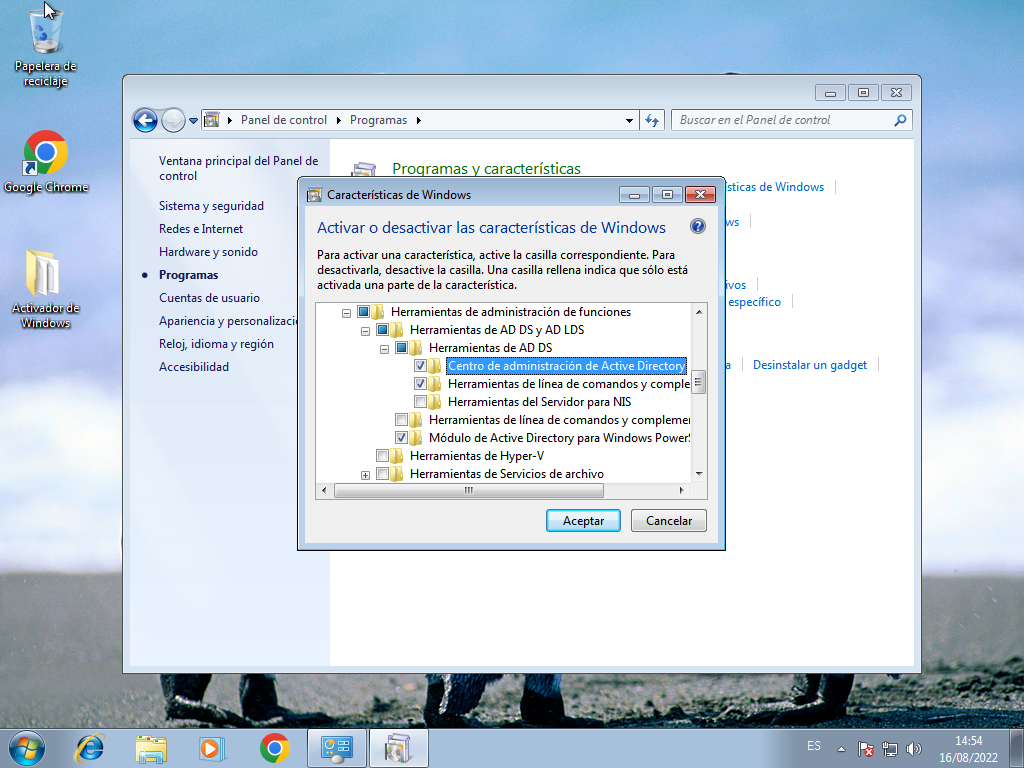 Papelera de
reciclaje
Google Chrome
Activador de
Windows
Panel de control
Programas
Buscar en el Panel de control
Ventana principal del Panel de
control
Sistema y seguridad
Redes e Internet
Hardware y sonido
Programas
Cuentas de usuario
Apariencia y personalizació
Reloj, idioma y región
Accesibilidad
Programas y características
ísticas de Windows
ws
ivos
específico
a
Desinstalar un gadget
Características de Windows
Activar o desactivar las características de Windows
Para activar una característica, active la casilla correspondiente. Para
desactivarla, desactive la casilla. Una casilla rellena indica que sólo está
activada una parte de la característica.
Herramientas de administración de funciones
Herramientas de AD DS y AD LDS
Herramientas de AD DS
Centro de administración de Active Directory
Herramientas de línea de comandos y comple
Herramientas del Servidor para NIS
Herramientas de línea de comandos y complemen
Módulo de Active Directory para Windows PowerS
Herramientas de Hyper-V
Herramientas de Servicios de archivo
Aceptar
Cancelar
ES
14:54
16/08/2022